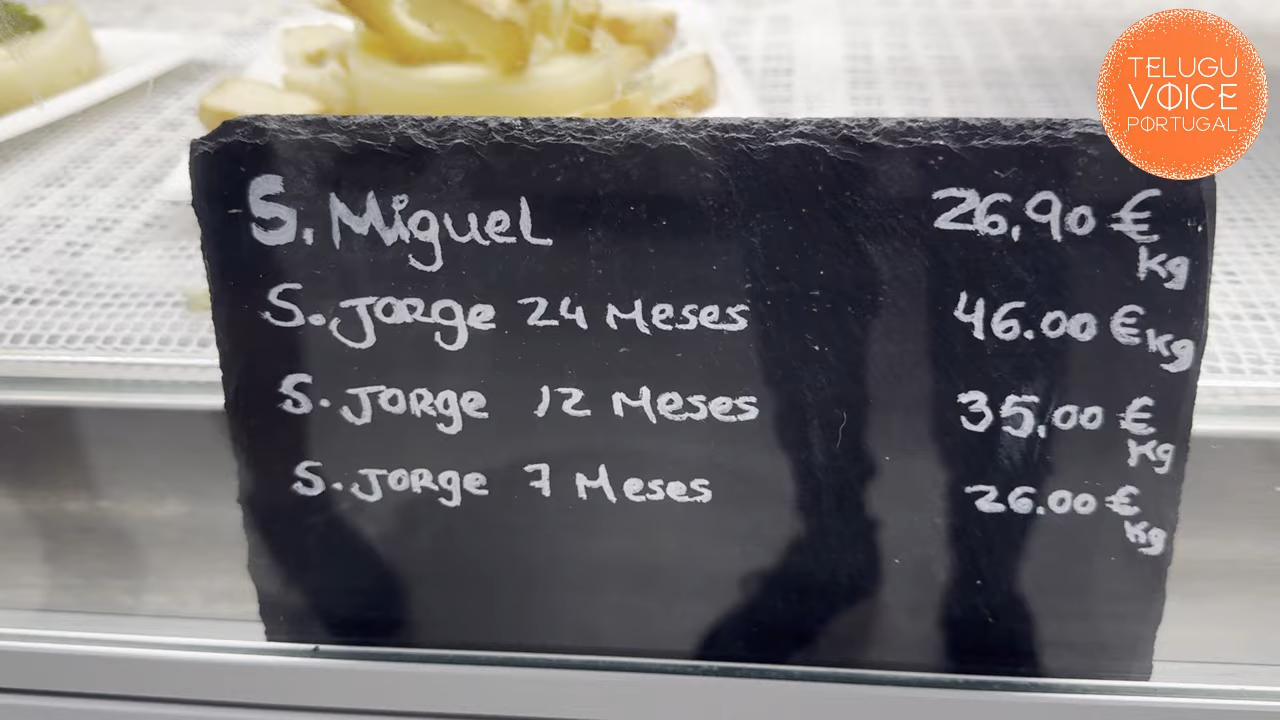 TELUGU
VOICE
PORTUGAL
S. Miguel 26,90 €
Kg
S. JORge 24 Meses 46.00 € Kg
S. JORge 12 Meses 35,00 €
Kg
S. JORge 7 Meses 26.00 €
Kg